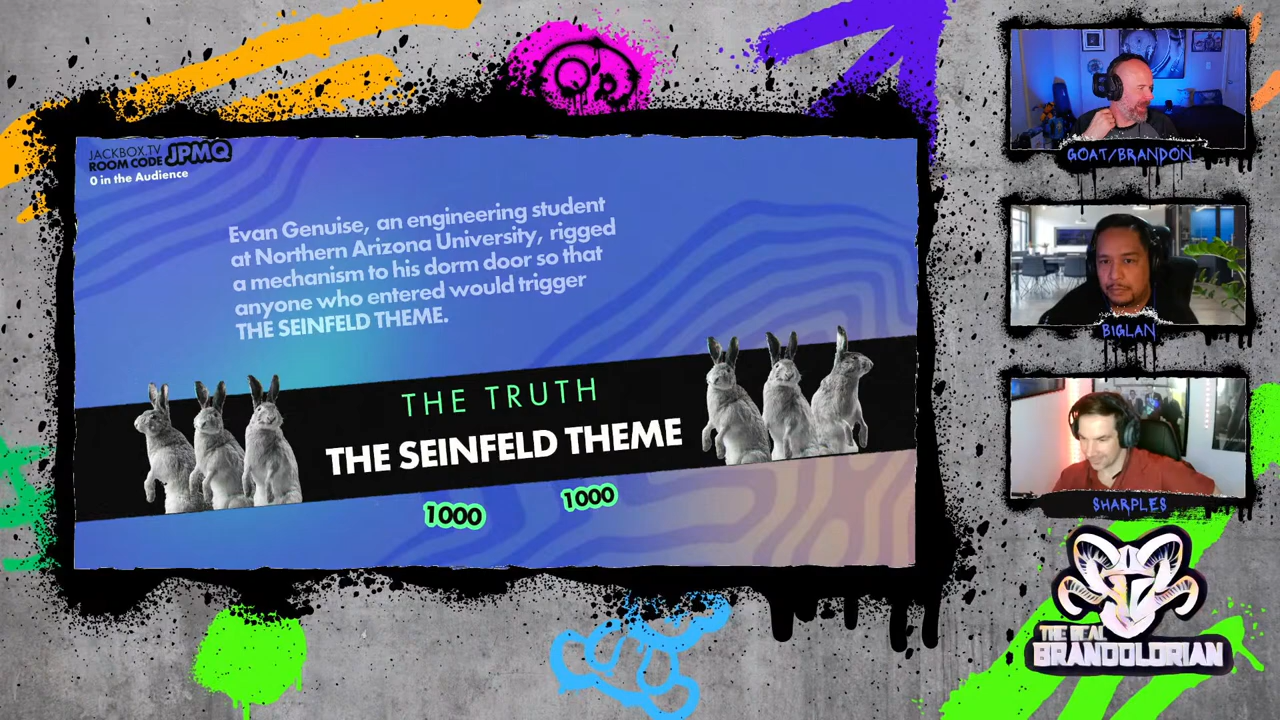 JACKBOX.TV
ROOM CODE JPMQ
0 in the Audience
Evan Genuise, an engineering student
at Northern Arizona University, rigged
a mechanism to his dorm door so that
anyone who entered would trigger
THE SEINFELD THEME.
THE TRUTH
THE SEINFELD THEME
1000
1000
GOAT/BRANDON
BIGLAN
SHARPLES
THE REAL
BRANDOLORIAN